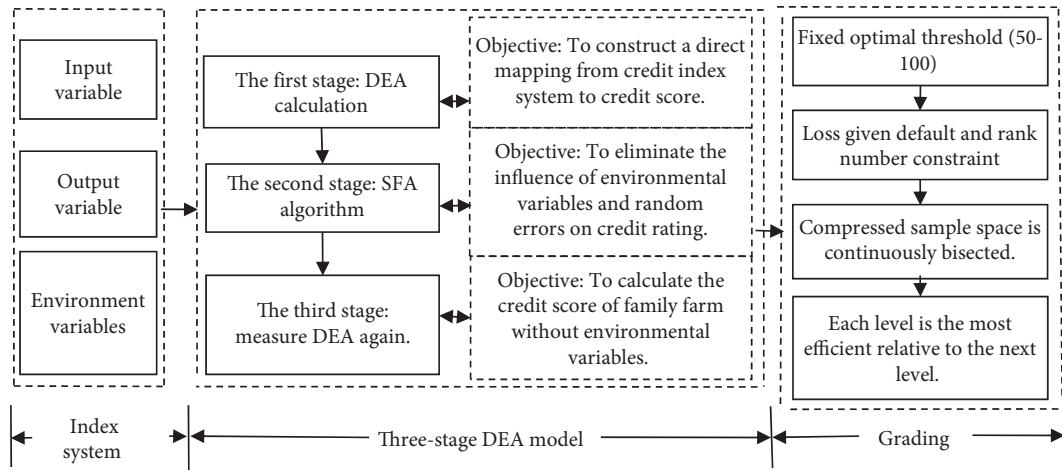 Input
variable
Output
variable
Environment
variables
The first stage: DEA
calculation
The second stage: SFA
algorithm
The third stage:
measure DEA again.
Objective: To construct a direct
mapping from credit index
system to credit score.
Objective: To eliminate the
influence of environmental
variables and random
errors on credit rating.
Objective: To calculate the
credit score of family farm
without environmental
variables.
Fixed optimal threshold (50-
100)
Loss given default and rank
number constraint
Compressed sample space is
continuously bisected.
Each level is the most
efficient relative to the next
level.
Index
system
Three-stage DEA model
Grading